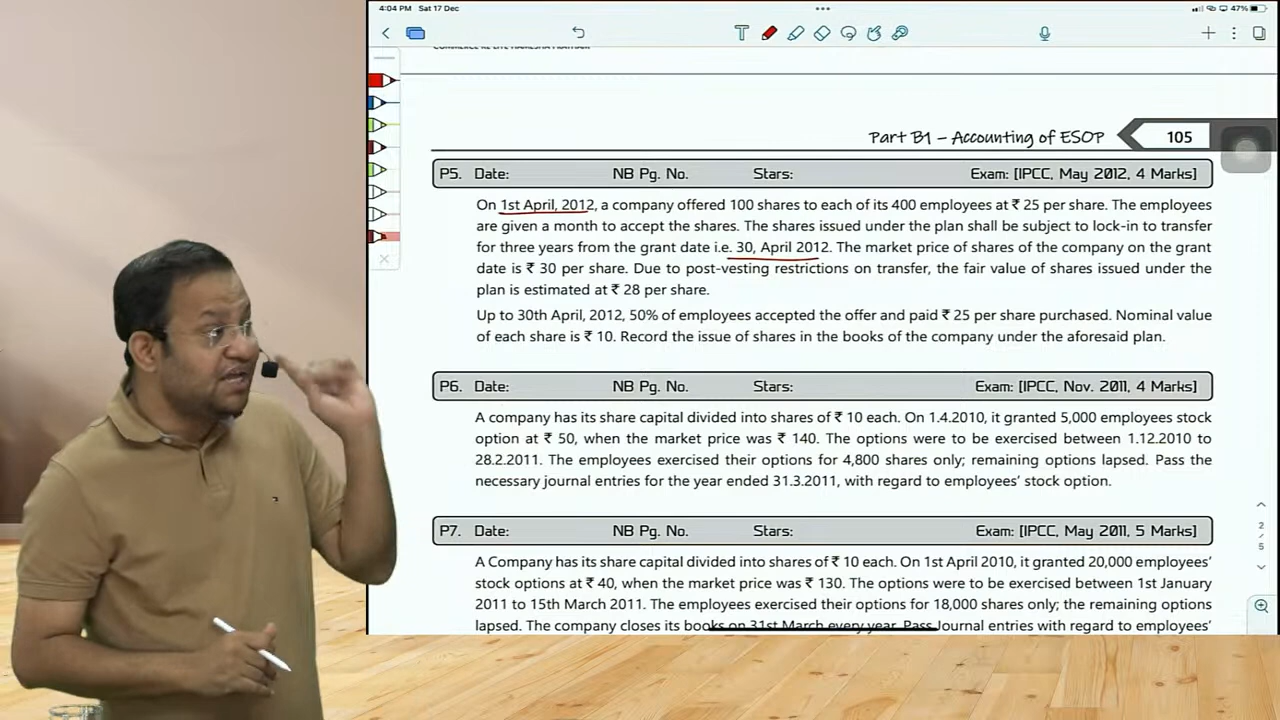 4:04 PM Sat 17 Dec
47%
T
Part B1 – Accounting of ESOP
105
P5. Date: NB Pg. No. Stars: Exam: [IPCC, May 2012, 4 Marks]
On 1st April, 2012, a company offered 100 shares to each of its 400 employees at ₹ 25 per share. The employees
are given a month to accept the shares. The shares issued under the plan shall be subject to lock-in to transfer
for three years from the grant date i.e. 30, April 2012. The market price of shares of the company on the grant
date is ₹ 30 per share. Due to post-vesting restrictions on transfer, the fair value of shares issued under the
plan is estimated at ₹ 28 per share.
Up to 30th April, 2012, 50% of employees accepted the offer and paid ₹ 25 per share purchased. Nominal value
of each share is ₹ 10. Record the issue of shares in the books of the company under the aforesaid plan.
P6. Date: NB Pg. No. Stars: Exam: [IPCC, Nov. 2011, 4 Marks]
A company has its share capital divided into shares of ₹ 10 each. On 1.4.2010, it granted 5,000 employees stock
option at ₹ 50, when the market price was ₹ 140. The options were to be exercised between 1.12.2010 to
28.2.2011. The employees exercised their options for 4,800 shares only; remaining options lapsed. Pass the
necessary journal entries for the year ended 31.3.2011, with regard to employees' stock option.
P7. Date: NB Pg. No. Stars: Exam: [IPCC, May 2011, 5 Marks]
A Company has its share capital divided into shares of ₹ 10 each. On 1st April 2010, it granted 20,000 employees'
stock options at ₹ 40, when the market price was ₹ 130. The options were to be exercised between 1st January
2011 to 15th March 2011. The employees exercised their options for 18,000 shares only; the remaining options
lapsed. The company closes its books on 31st March every year. Pass Journal entries with regard to employees'
2
5